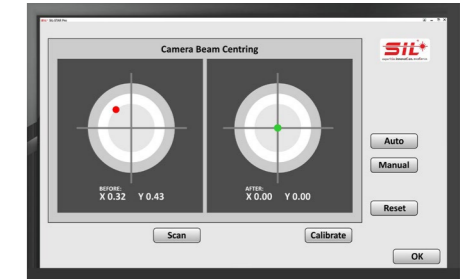 Camera Beam Centring
SIL
BEFORE:
X 0.32 Y 0.43
AFTER:
X 0.00 Y 0.00
Auto
Manual
Reset
Scan
Calibrate
OK